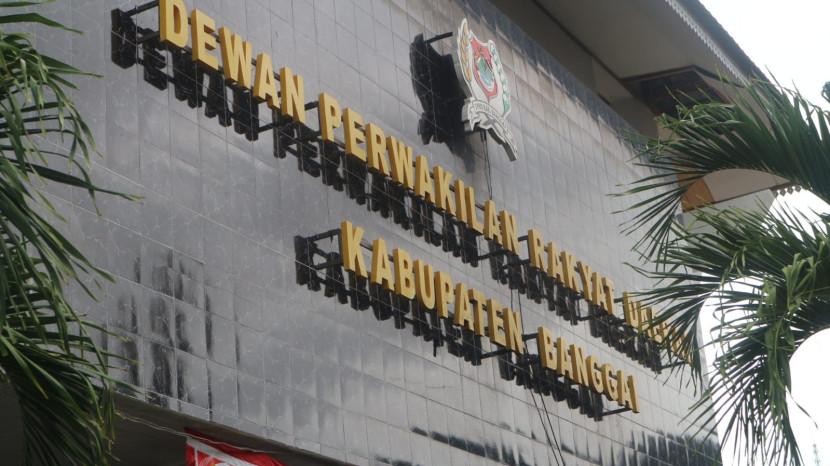 DEWAN PERWAKILAN RAKYAT DAERAH
KABUPATEN BANGGAI